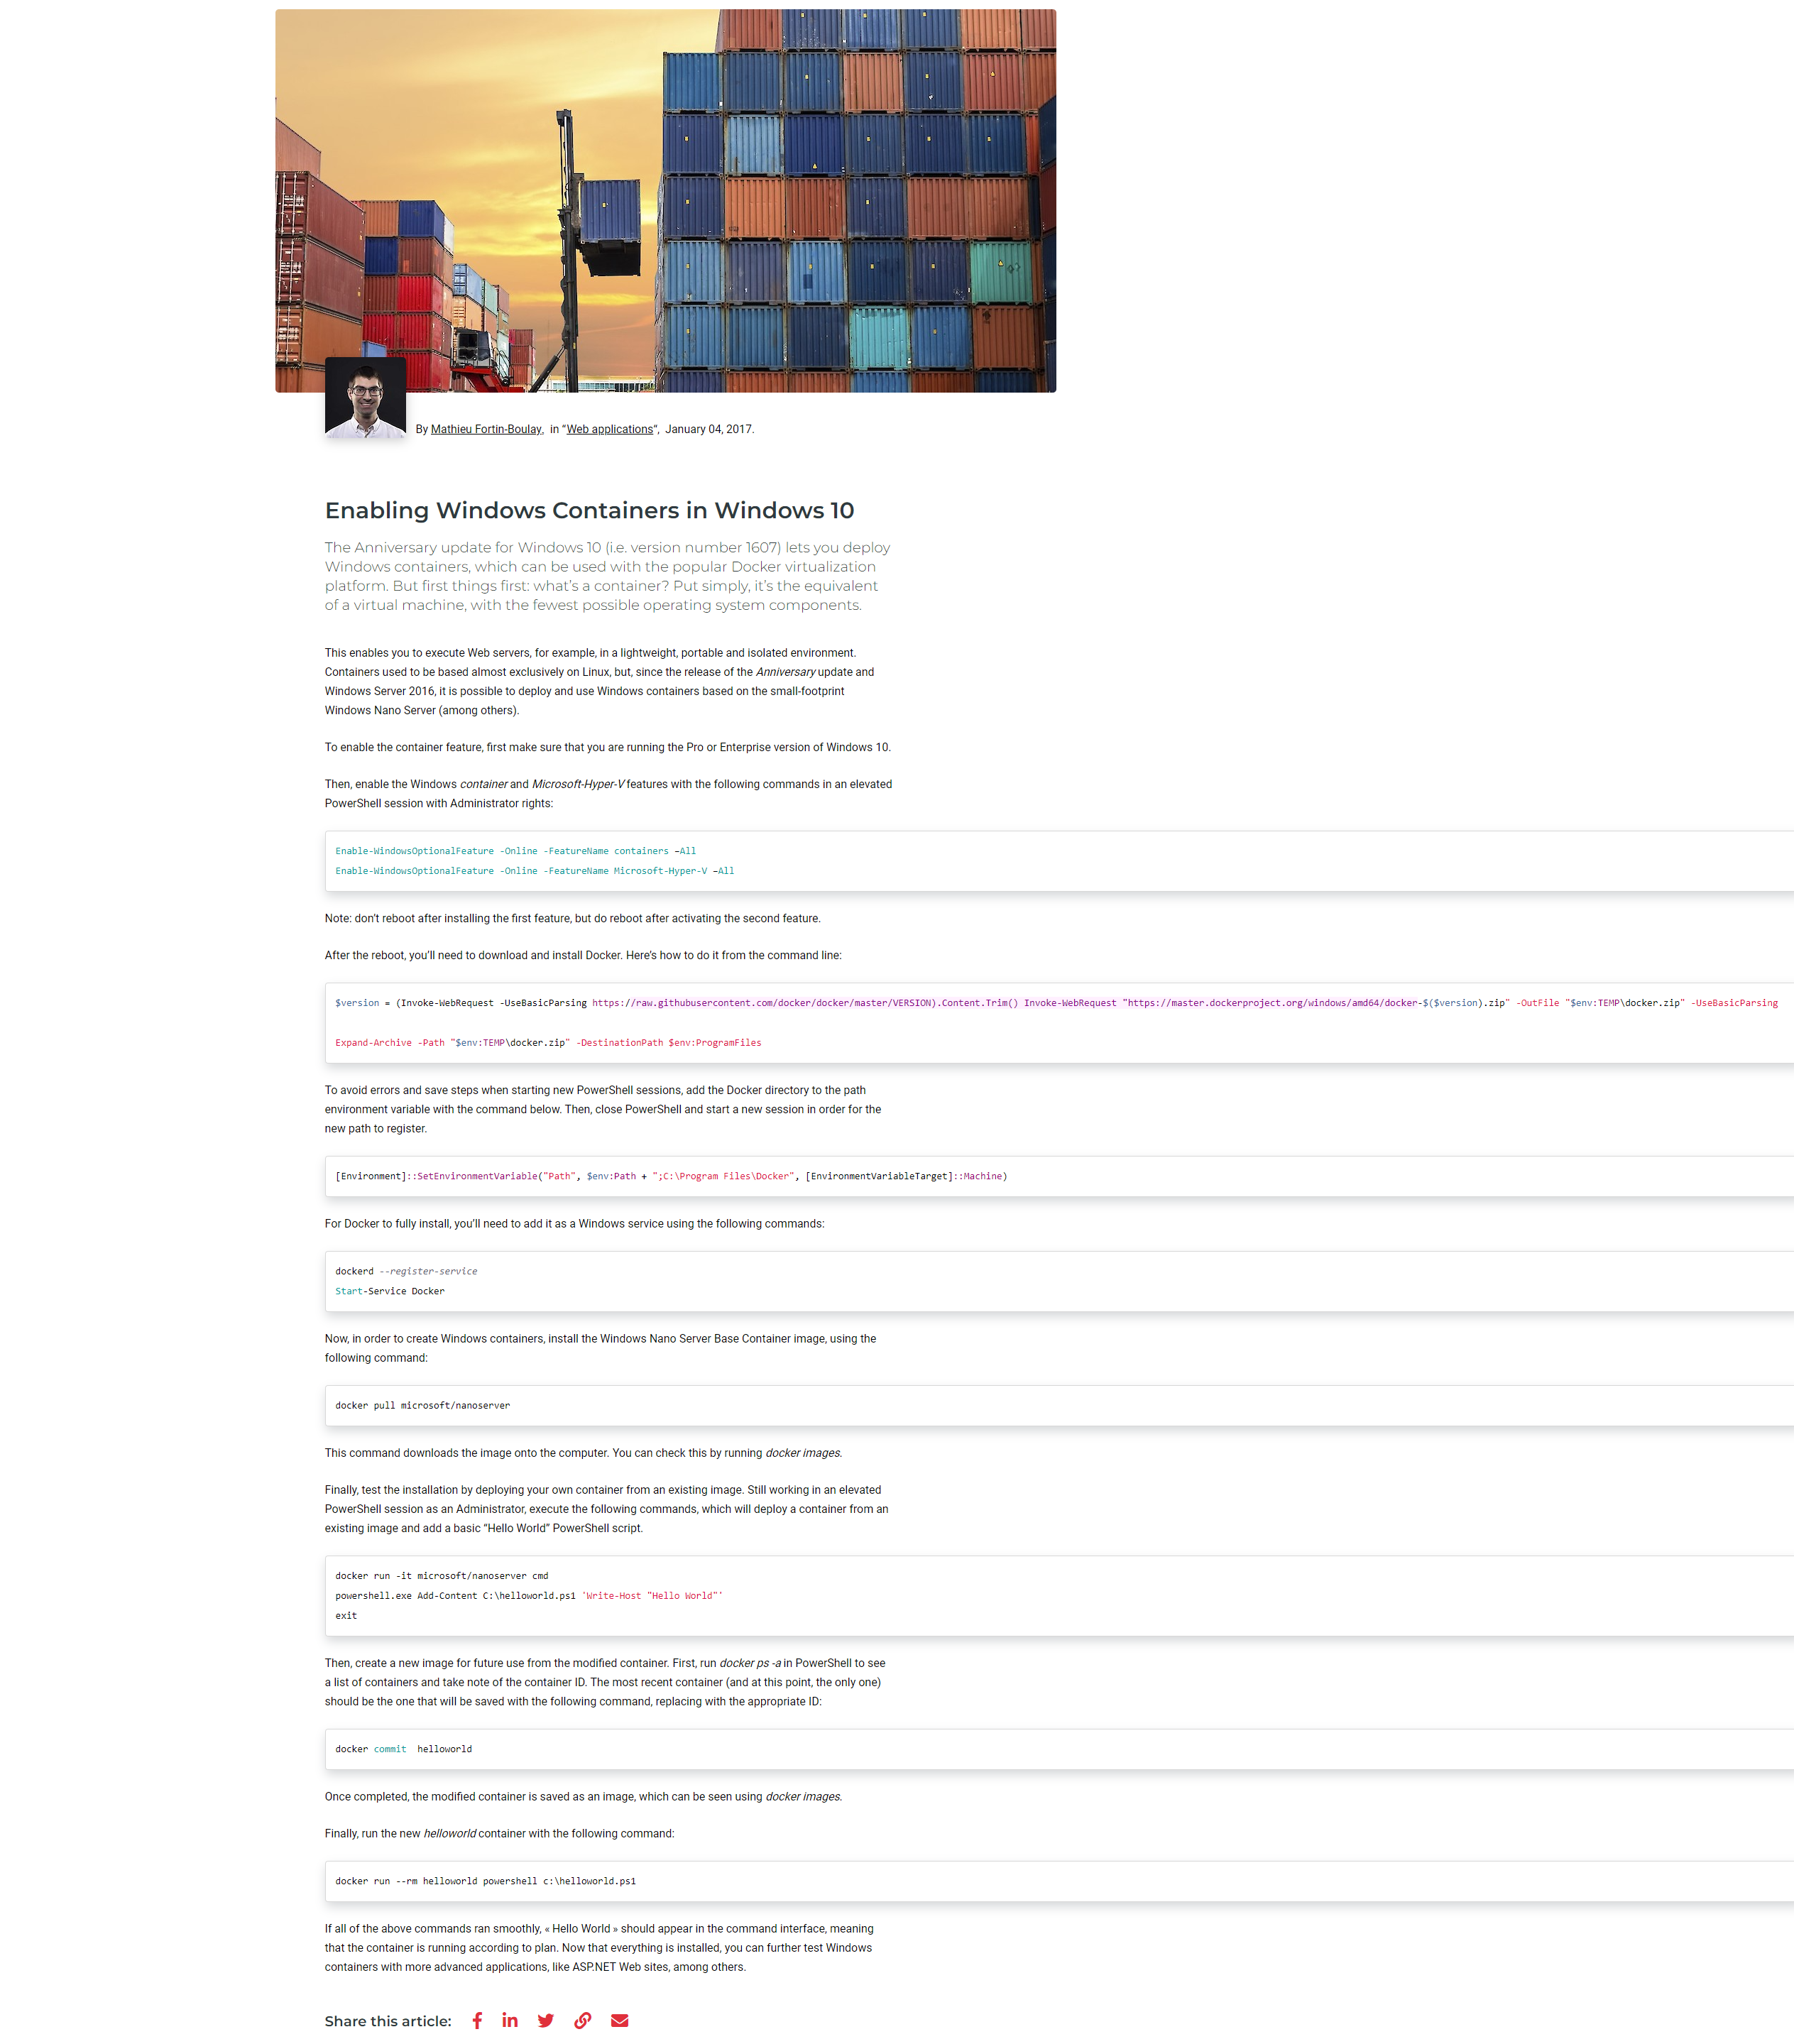 By Mathieu Fortin-Boulay,  in "Web applications",  January 04, 2017.
Enabling Windows Containers in Windows 10
The Anniversary update for Windows 10 (i.e. version number 1607) lets you deploy
Windows containers, which can be used with the popular Docker virtualization
platform. But first things first: what's a container? Put simply, it's the equivalent
of a virtual machine, with the fewest possible operating system components.
This enables you to execute Web servers, for example, in a lightweight, portable and isolated environment.
Containers used to be based almost exclusively on Linux, but, since the release of the Anniversary update and
Windows Server 2016, it is possible to deploy and use Windows containers based on the small-footprint
Windows Nano Server (among others).
To enable the container feature, first make sure that you are running the Pro or Enterprise version of Windows 10.
Then, enable the Windows container and Microsoft-Hyper-V features with the following commands in an elevated
PowerShell session with Administrator rights:
Enable-WindowsOptionalFeature -Online -FeatureName containers –All
Enable-WindowsOptionalFeature -Online -FeatureName Microsoft-Hyper-V –All
Note: don't reboot after installing the first feature, but do reboot after activating the second feature.
After the reboot, you'll need to download and install Docker. Here's how to do it from the command line:
$version = (Invoke-WebRequest -UseBasicParsing https://raw.githubusercontent.com/docker/docker/master/VERSION).Content.Trim() Invoke-WebRequest "https://master.dockerproject.org/windows/amd64/docker-$($version).zip" -OutFile "$env:TEMP\docker.zip" -UseBasicParsing
Expand-Archive -Path "$env:TEMP\docker.zip" -DestinationPath $env:ProgramFiles
To avoid errors and save steps when starting new PowerShell sessions, add the Docker directory to the path
environment variable with the command below. Then, close PowerShell and start a new session in order for the
new path to register.
[Environment]::SetEnvironmentVariable("Path", $env:Path + ";C:\Program Files\Docker", [EnvironmentVariableTarget]::Machine)
For Docker to fully install, you'll need to add it as a Windows service using the following commands:
dockerd --register-service
Start-Service Docker
Now, in order to create Windows containers, install the Windows Nano Server Base Container image, using the
following command:
docker pull microsoft/nanoserver
This command downloads the image onto the computer. You can check this by running docker images.
Finally, test the installation by deploying your own container from an existing image. Still working in an elevated
PowerShell session as an Administrator, execute the following commands, which will deploy a container from an
existing image and add a basic "Hello World" PowerShell script.
docker run -it microsoft/nanoserver cmd
powershell.exe Add-Content C:\helloworld.ps1 'Write-Host "Hello World"'
exit
Then, create a new image for future use from the modified container. First, run docker ps -a in PowerShell to see
a list of containers and take note of the container ID. The most recent container (and at this point, the only one)
should be the one that will be saved with the following command, replacing with the appropriate ID:
docker commit  helloworld
Once completed, the modified container is saved as an image, which can be seen using docker images.
Finally, run the new helloworld container with the following command:
docker run --rm helloworld powershell c:\helloworld.ps1
If all of the above commands ran smoothly, « Hello World » should appear in the command interface, meaning
that the container is running according to plan. Now that everything is installed, you can further test Windows
containers with more advanced applications, like ASP.NET Web sites, among others.
Share this article: